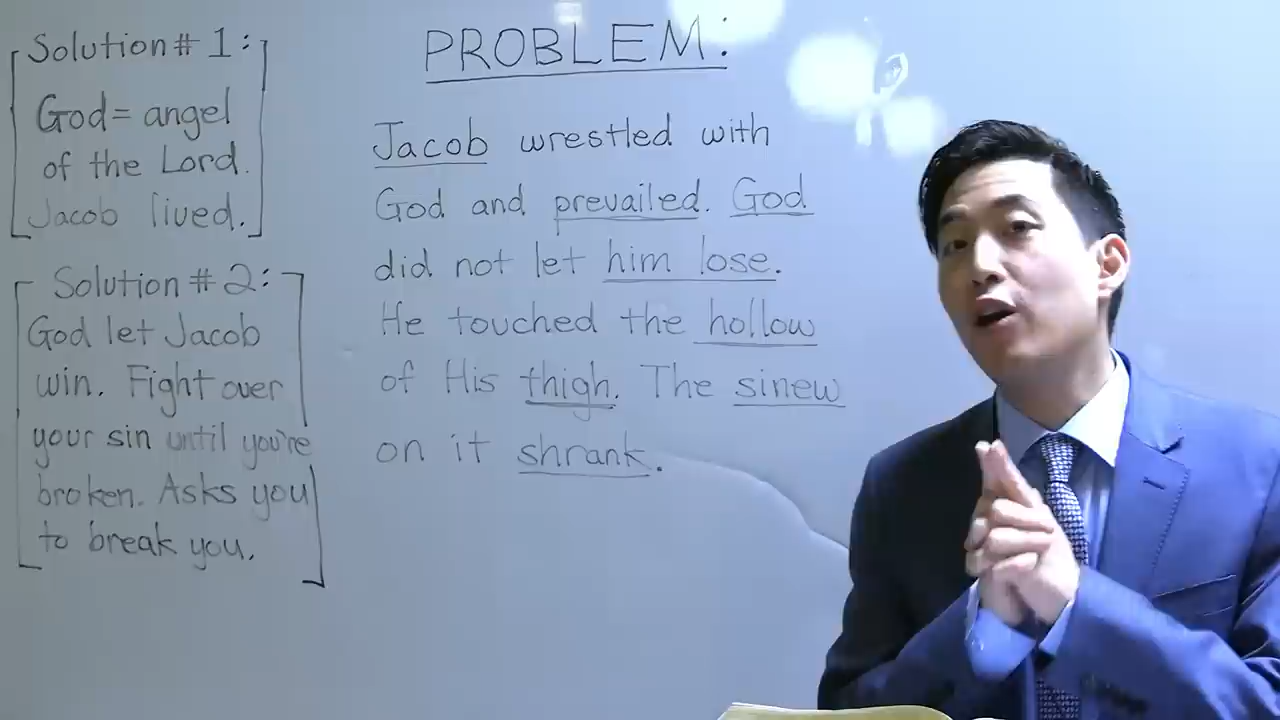 Solution # 1:
God = angel
of the Lord.
Jacob lived.
Solution # 2:
God let Jacob
win. Fight over
your sin until you're
broken. Asks you
to break you.
PROBLEM:
Jacob wrestled with
God and prevailed. God
did not let him lose.
He touched the hollow
of His thigh. The sinew
on it shrank.